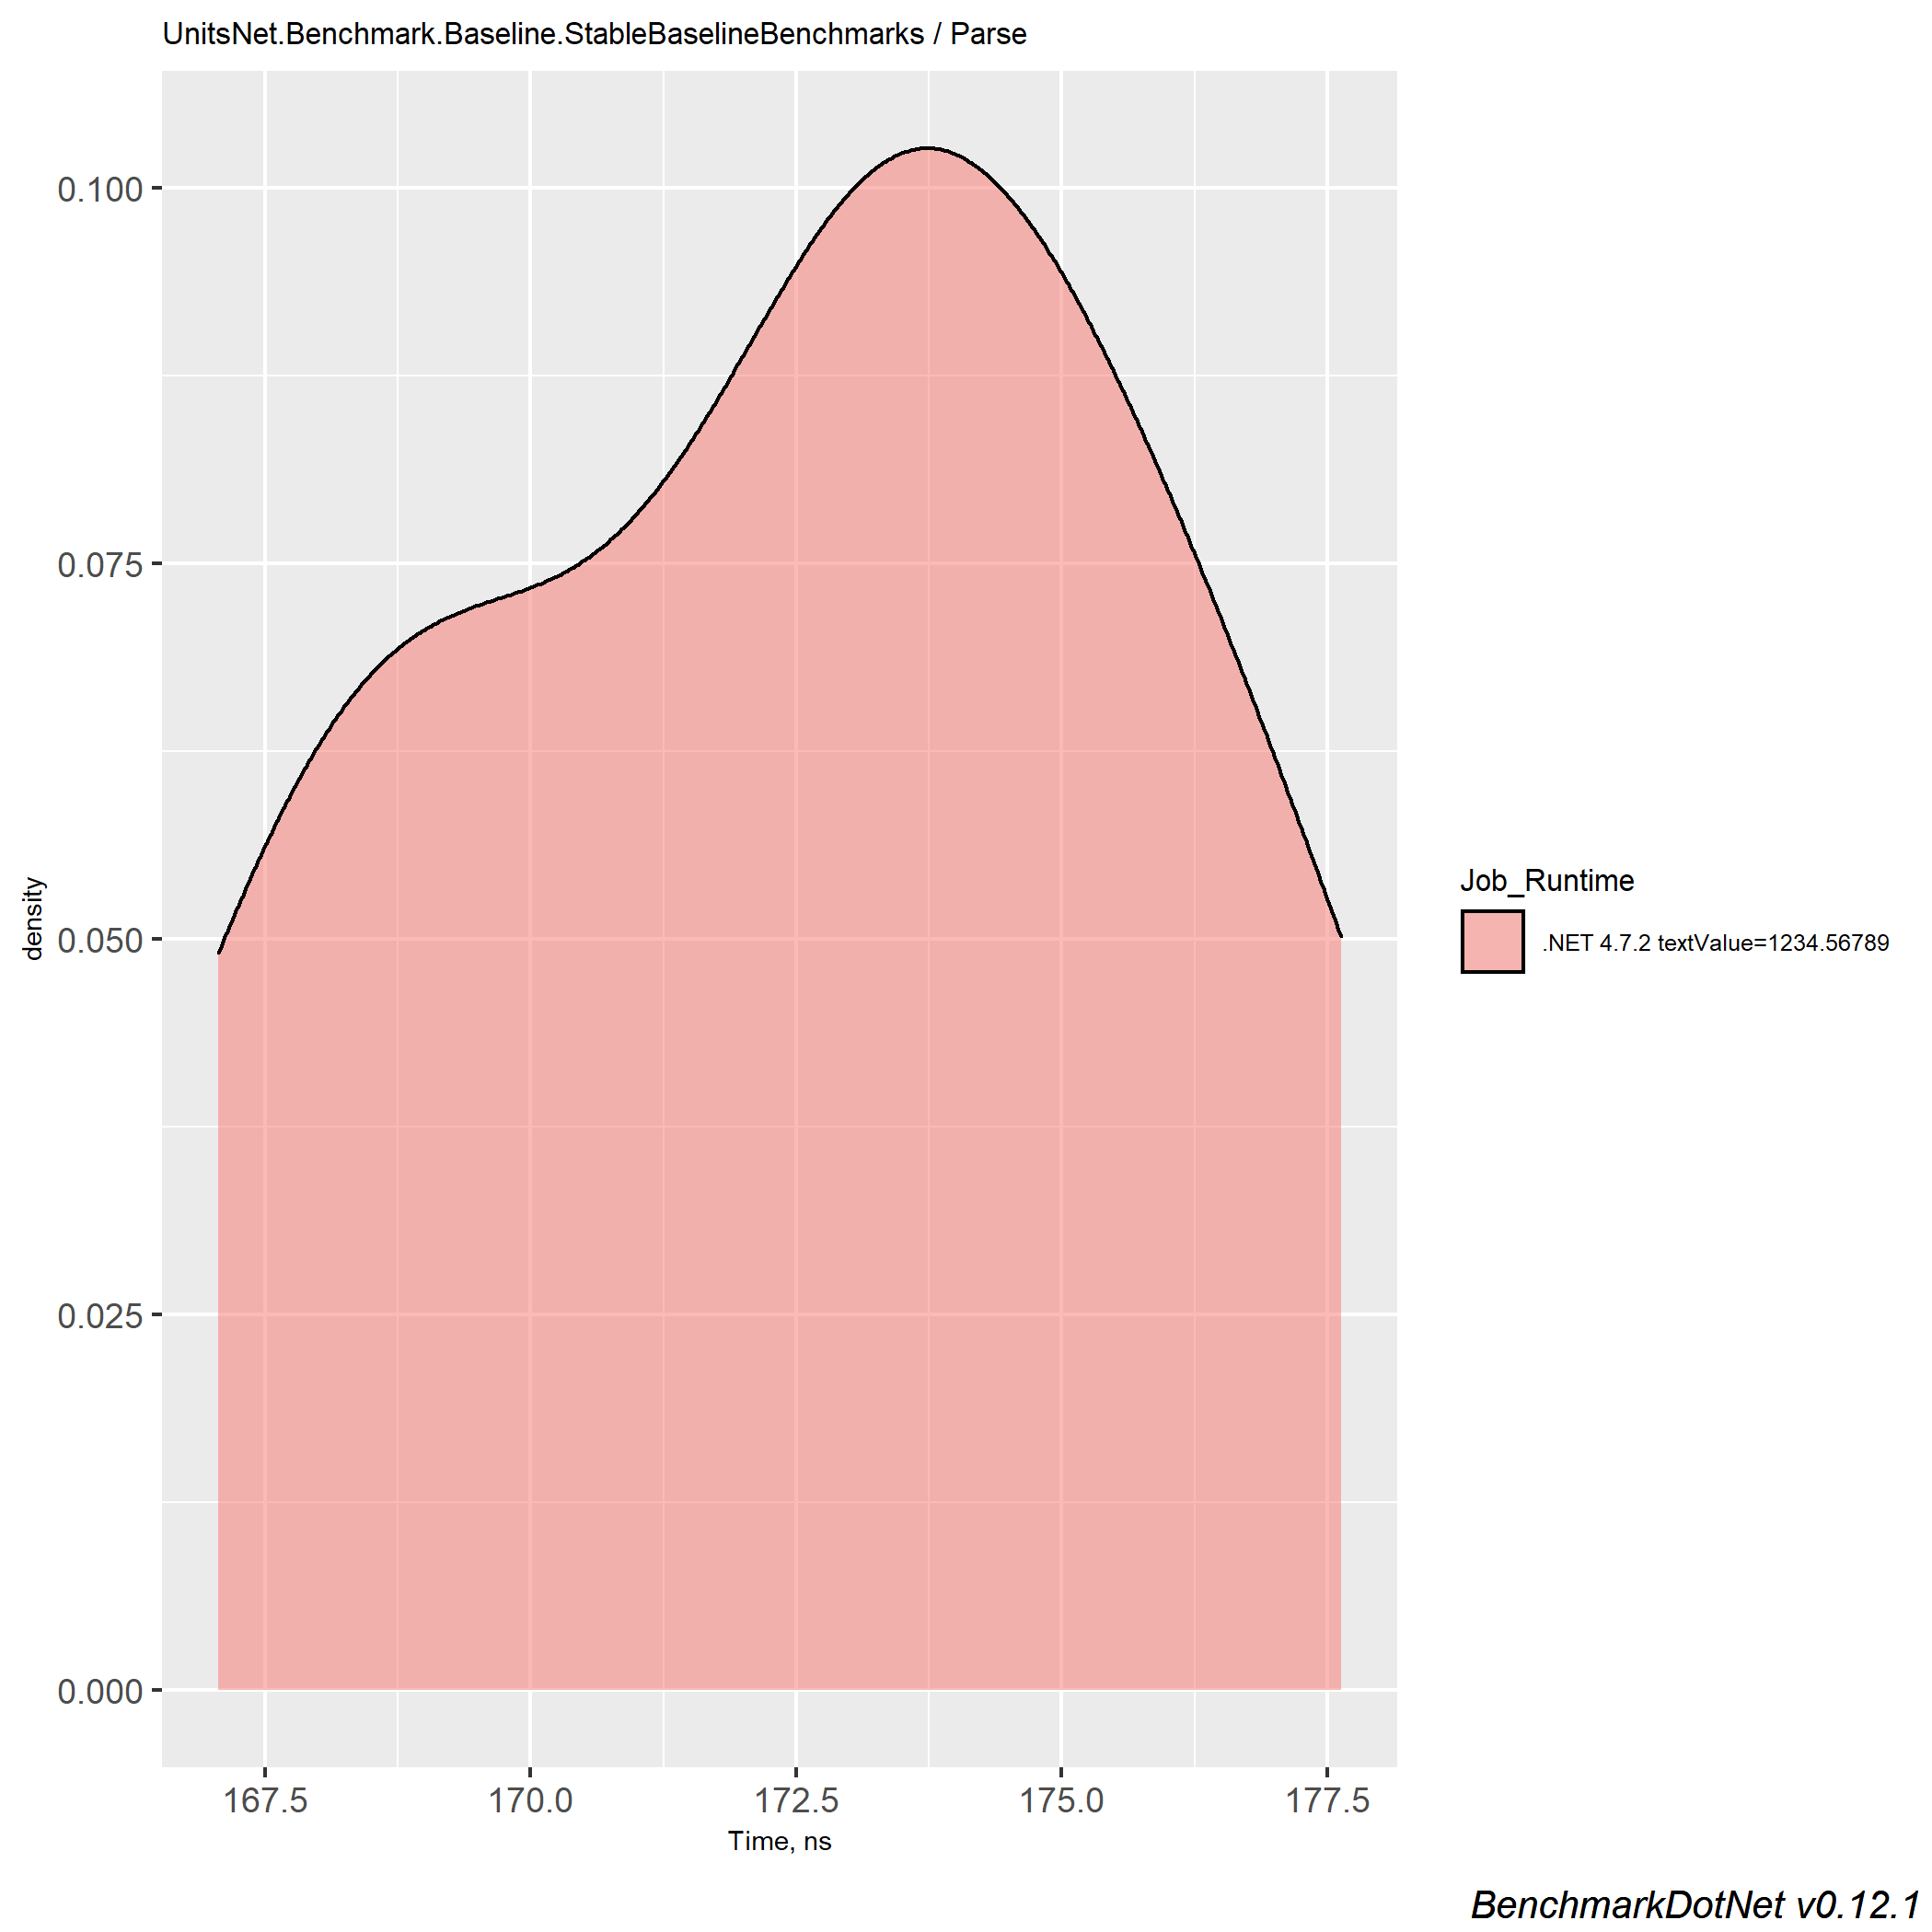 UnitsNet.Benchmark.Baseline.StableBaselineBenchmarks / Parse
0.100
0.075
0.050
0.025
0.000
density
167.5 170.0 172.5 175.0 177.5
Time, ns
Job_Runtime
.NET 4.7.2 textValue=1234.56789
BenchmarkDotNet v0.12.1